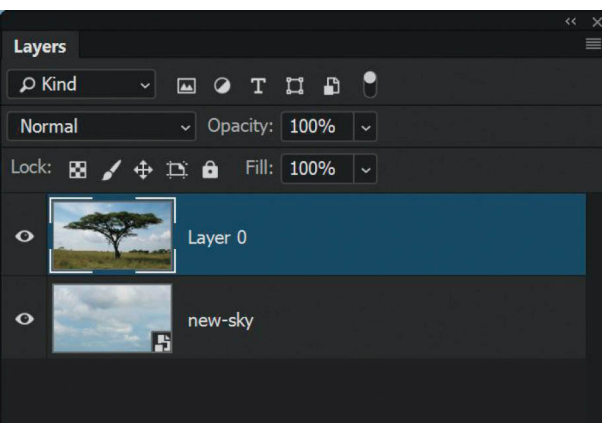 Layers
Kind
Normal Opacity: 100%
Lock: Fill: 100%
Layer 0
new-sky